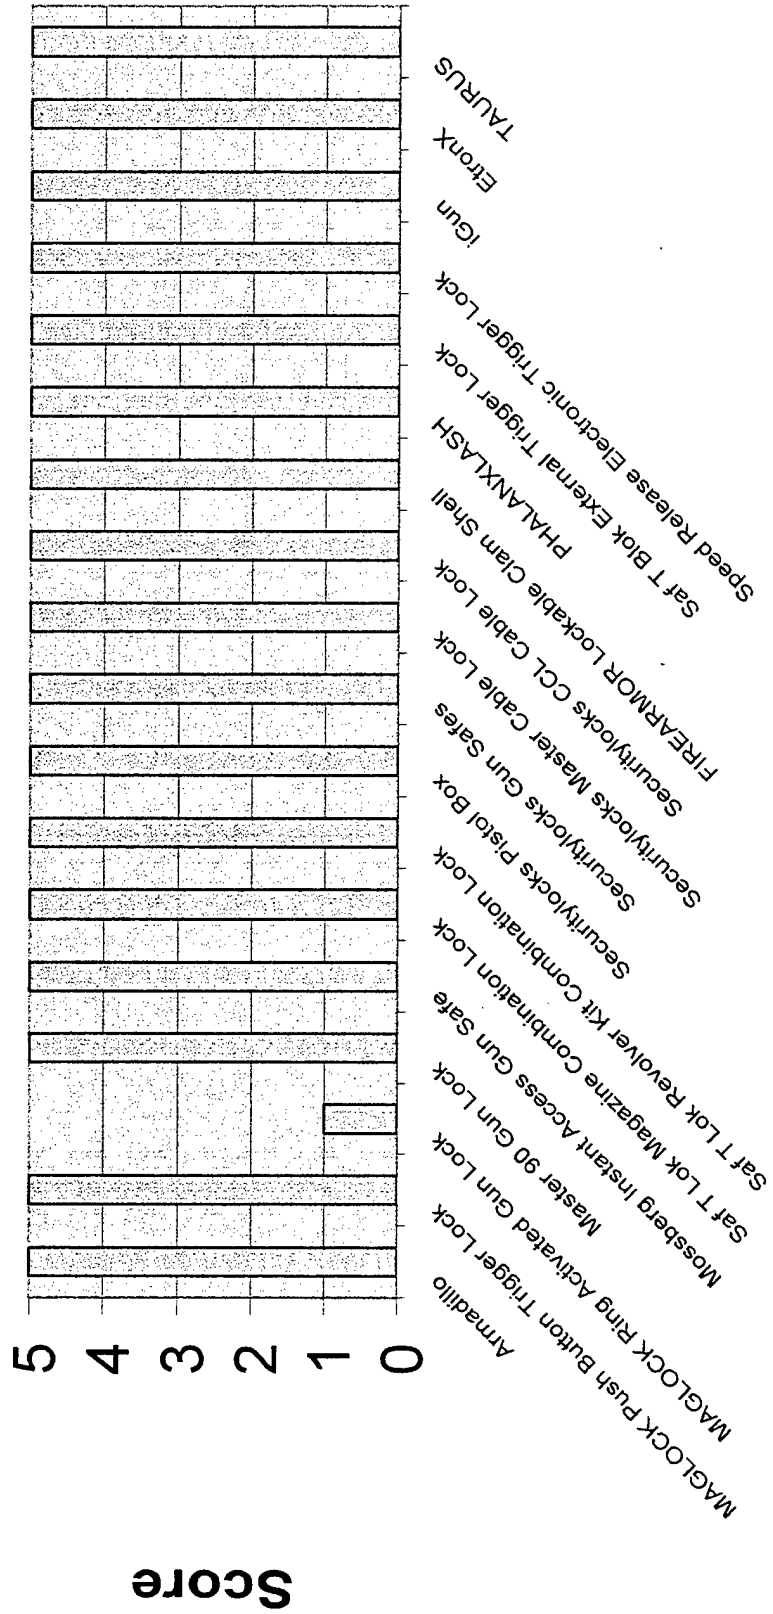 Score
5
4
3
2
1
0
Armadillo
MAGLOCK Push Button Trigger Lock
MAGLOCK Ring Activated Gun Lock
Master 90 Gun Lock
Mossberg Instant Access Gun Safe
Saf T Lok Magazine Combination Lock
Saf T Lok Revolver Kit Combination Lock
Securitylocks Pistol Box
Securitylocks Gun Safes
Securitylocks Master Cable Lock
Securitylocks CCL Cable Lock
FIREARMOR Lockable Clam Shell
PHALANXLASH
Saf T Blok External Trigger Lock
Speed Release Electronic Trigger Lock
iGun
EtronX
TAURUS